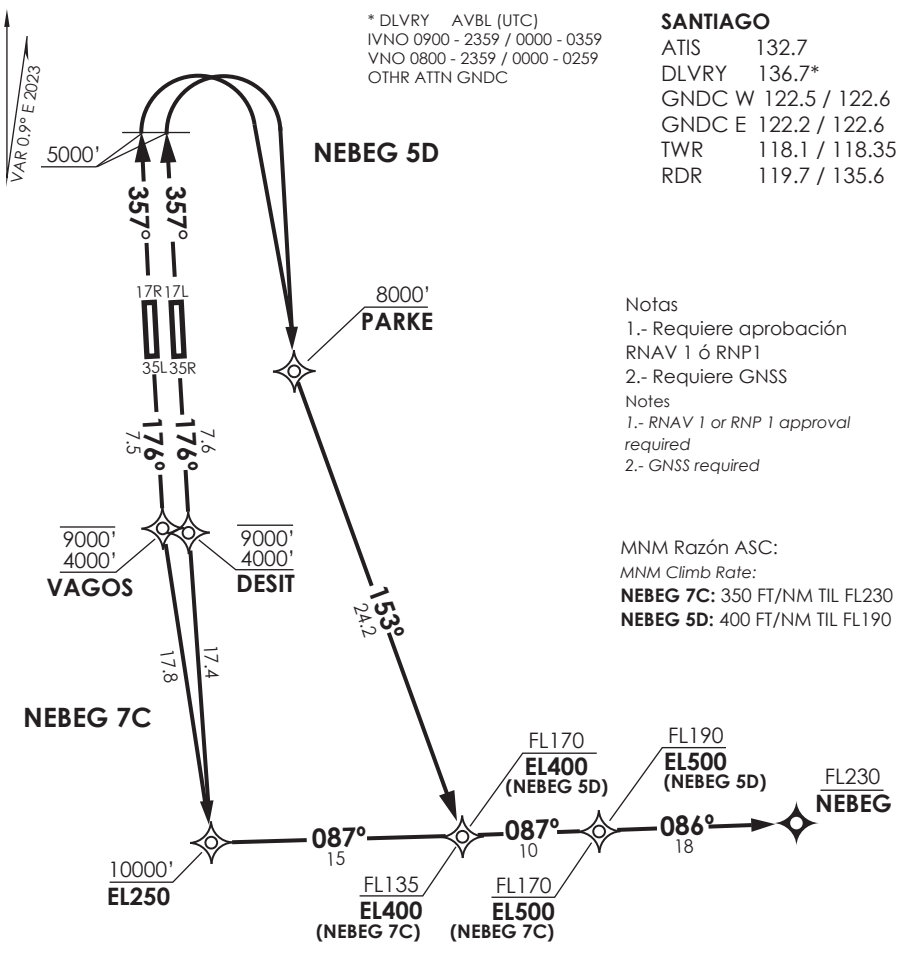 * DLVRY AVBL (UTC)
IVNO 0900 - 2359 / 0000 - 0359
VNO 0800 - 2359 / 0000 - 0259
OTHR ATTN GNDC
SANTIAGO
ATIS 132.7
DLVRY 136.7*
GNDC W 122.5 / 122.6
GNDC E 122.2 / 122.6
TWR 118.1 / 118.35
RDR 119.7 / 135.6
VAR 0.9° E 2023
5000'
NEBEG 5D
357°
357°
17R
17L
35L
35R
8000'
PARKE
Notas
1.- Requiere aprobación
RNAV 1 ó RNP1
2.- Requiere GNSS
Notes
1.- RNAV 1 or RNP 1 approval
required
2.- GNSS required
176°
7.5
176°
7.6
9000'
4000'
VAGOS
9000'
4000'
DESIT
MNM Razón ASC:
MNM Climb Rate:
NEBEG 7C: 350 FT/NM TIL FL230
NEBEG 5D: 400 FT/NM TIL FL190
153°
24.2
17.8
17.4
NEBEG 7C
FL170
EL400
(NEBEG 5D)
FL190
EL500
(NEBEG 5D)
FL230
NEBEG
087°
15
087°
10
086°
18
10000'
EL250
FL135
EL400
(NEBEG 7C)
FL170
EL500
(NEBEG 7C)